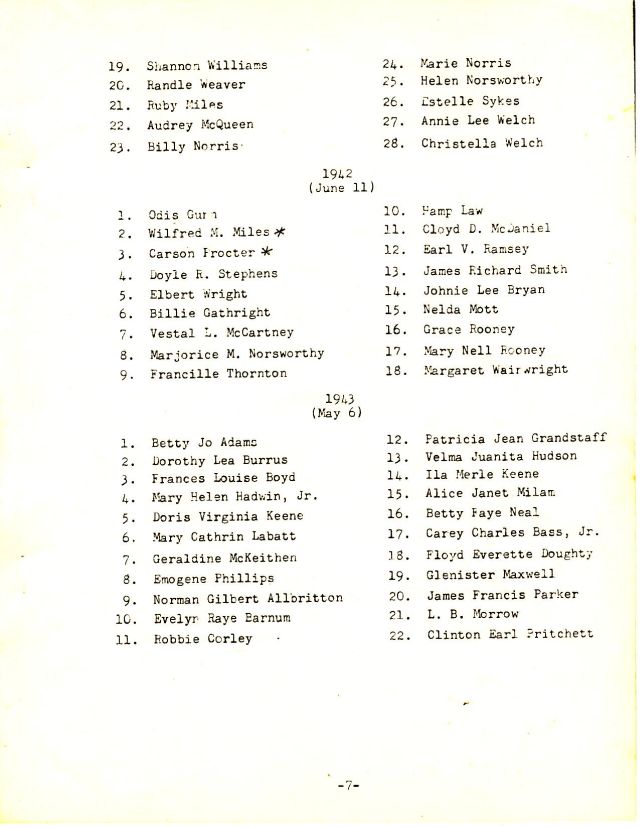 19. Shannon Williams
20. Randle Weaver
21. Ruby Miles
22. Audrey McQueen
23. Billy Norris
24. Marie Norris
25. Helen Norsworthy
26. Estelle Sykes
27. Annie Lee Welch
28. Christella Welch
1942
(June 11)
1. Odis
2. Wilfred M. Miles *
3. Carson Procter *
4. Doyle R. Stephens
5. Elbert Wright
6. Billie Gathright
7. Vestal L. McCartney
8. Marjorice M. Norsworthy
9. Francille Thornton
10. Hamp Law
11. Cloyd D. McDaniel
12. Earl V. Ramsey
13. James Richard Smith
14. Johnie Lee Bryan
15. Nelda Mott
16. Grace Rooney
17. Mary Nell Rooney
18. Margaret Wainwright
1943
(May 6)
1. Betty Jo Adams
2. Dorothy Lea Burrus
3. Frances Louise Boyd
4. Mary Helen Hadwin, Jr.
5. Doris Virginia Keene
6. Mary Cathrin Labatt
7. Geraldine McKeithen
8. Emogene Phillips
9. Norman Gilbert Allbritton
10. Evelyn Raye Barnum
11. Robbie Corley
12. Patricia Jean Grandstaff
13. Velma Juanita Hudson
14. Ila Merle Keene
15. Alice Janet Milam
16. Betty Faye Neal
17. Carey Charles Bass, Jr.
18. Floyd Everette Doughty
19. Glenister Maxwell
20. James Francis Parker
21. L. B. Morrow
22. Clinton Earl Pritchett
-7-